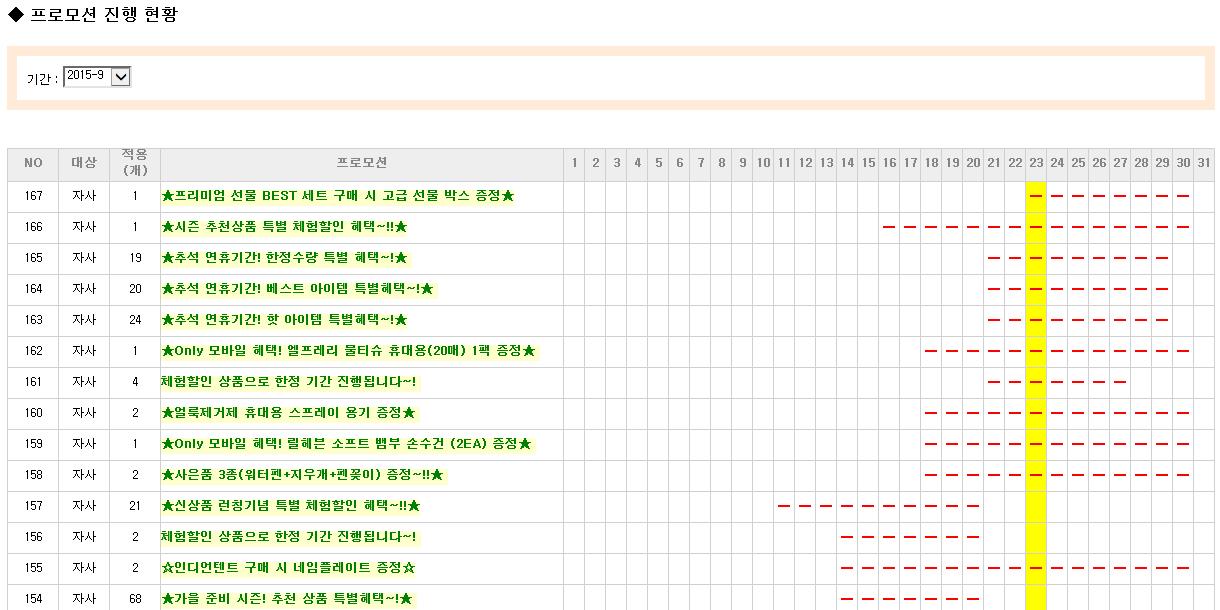 ◆ 프로모션 진행 현황
기간 : 2015-9
NO 대상 적용(개) 프로모션 1 2 3 4 5 6 7 8 9 10 11 12 13 14 15 16 17 18 19 20 21 22 23 24 25 26 27 28 29 30 31
167 자사 1 ★프리미엄 선물 BEST 세트 구매 시 고급 선물 박스 증정★
166 자사 1 ★시즌 추천상품 특별 체험할인 혜택~!!★
165 자사 19 ★추석 연휴기간! 한정수량 특별 혜택~!★
164 자사 20 ★추석 연휴기간! 베스트 아이템 특별혜택~!★
163 자사 24 ★추석 연휴기간! 핫 아이템 특별혜택~!★
162 자사 1 ★Only 모바일 혜택! 엘프레리 물티슈 휴대용(20매) 1팩 증정★
161 자사 4 체험할인 상품으로 한정 기간 진행됩니다~!
160 자사 2 ★얼룩제거제 휴대용 스프레이 용기 증정★
159 자사 1 ★Only 모바일 혜택! 릴헤븐 소프트 뱀부 손수건 (2EA) 증정★
158 자사 2 ★사은품 3종(워터펜+지우개+펜꽂이) 증정~!!★
157 자사 21 ★신상품 런칭기념 특별 체험할인 혜택~!!★
156 자사 2 체험할인 상품으로 한정 기간 진행됩니다~!
155 자사 2 ☆인디언텐트 구매 시 네임플레이트 증정☆
154 자사 68 ★가을 준비 시즌! 추천 상품 특별혜택~!★